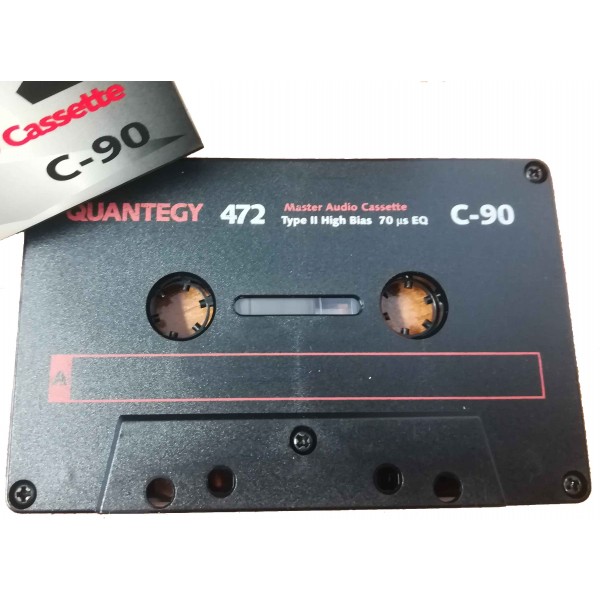 Cassette
C-90
QUANTEGY 472 Master Audio Cassette
Type II High Bias 70 µs EQ C-90
A